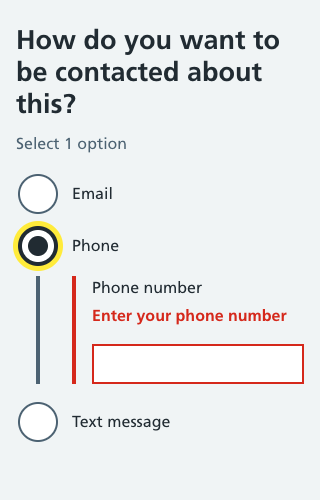 How do you want to
be contacted about
this?
Select 1 option
Email
Phone
Phone number
Enter your phone number
Text message